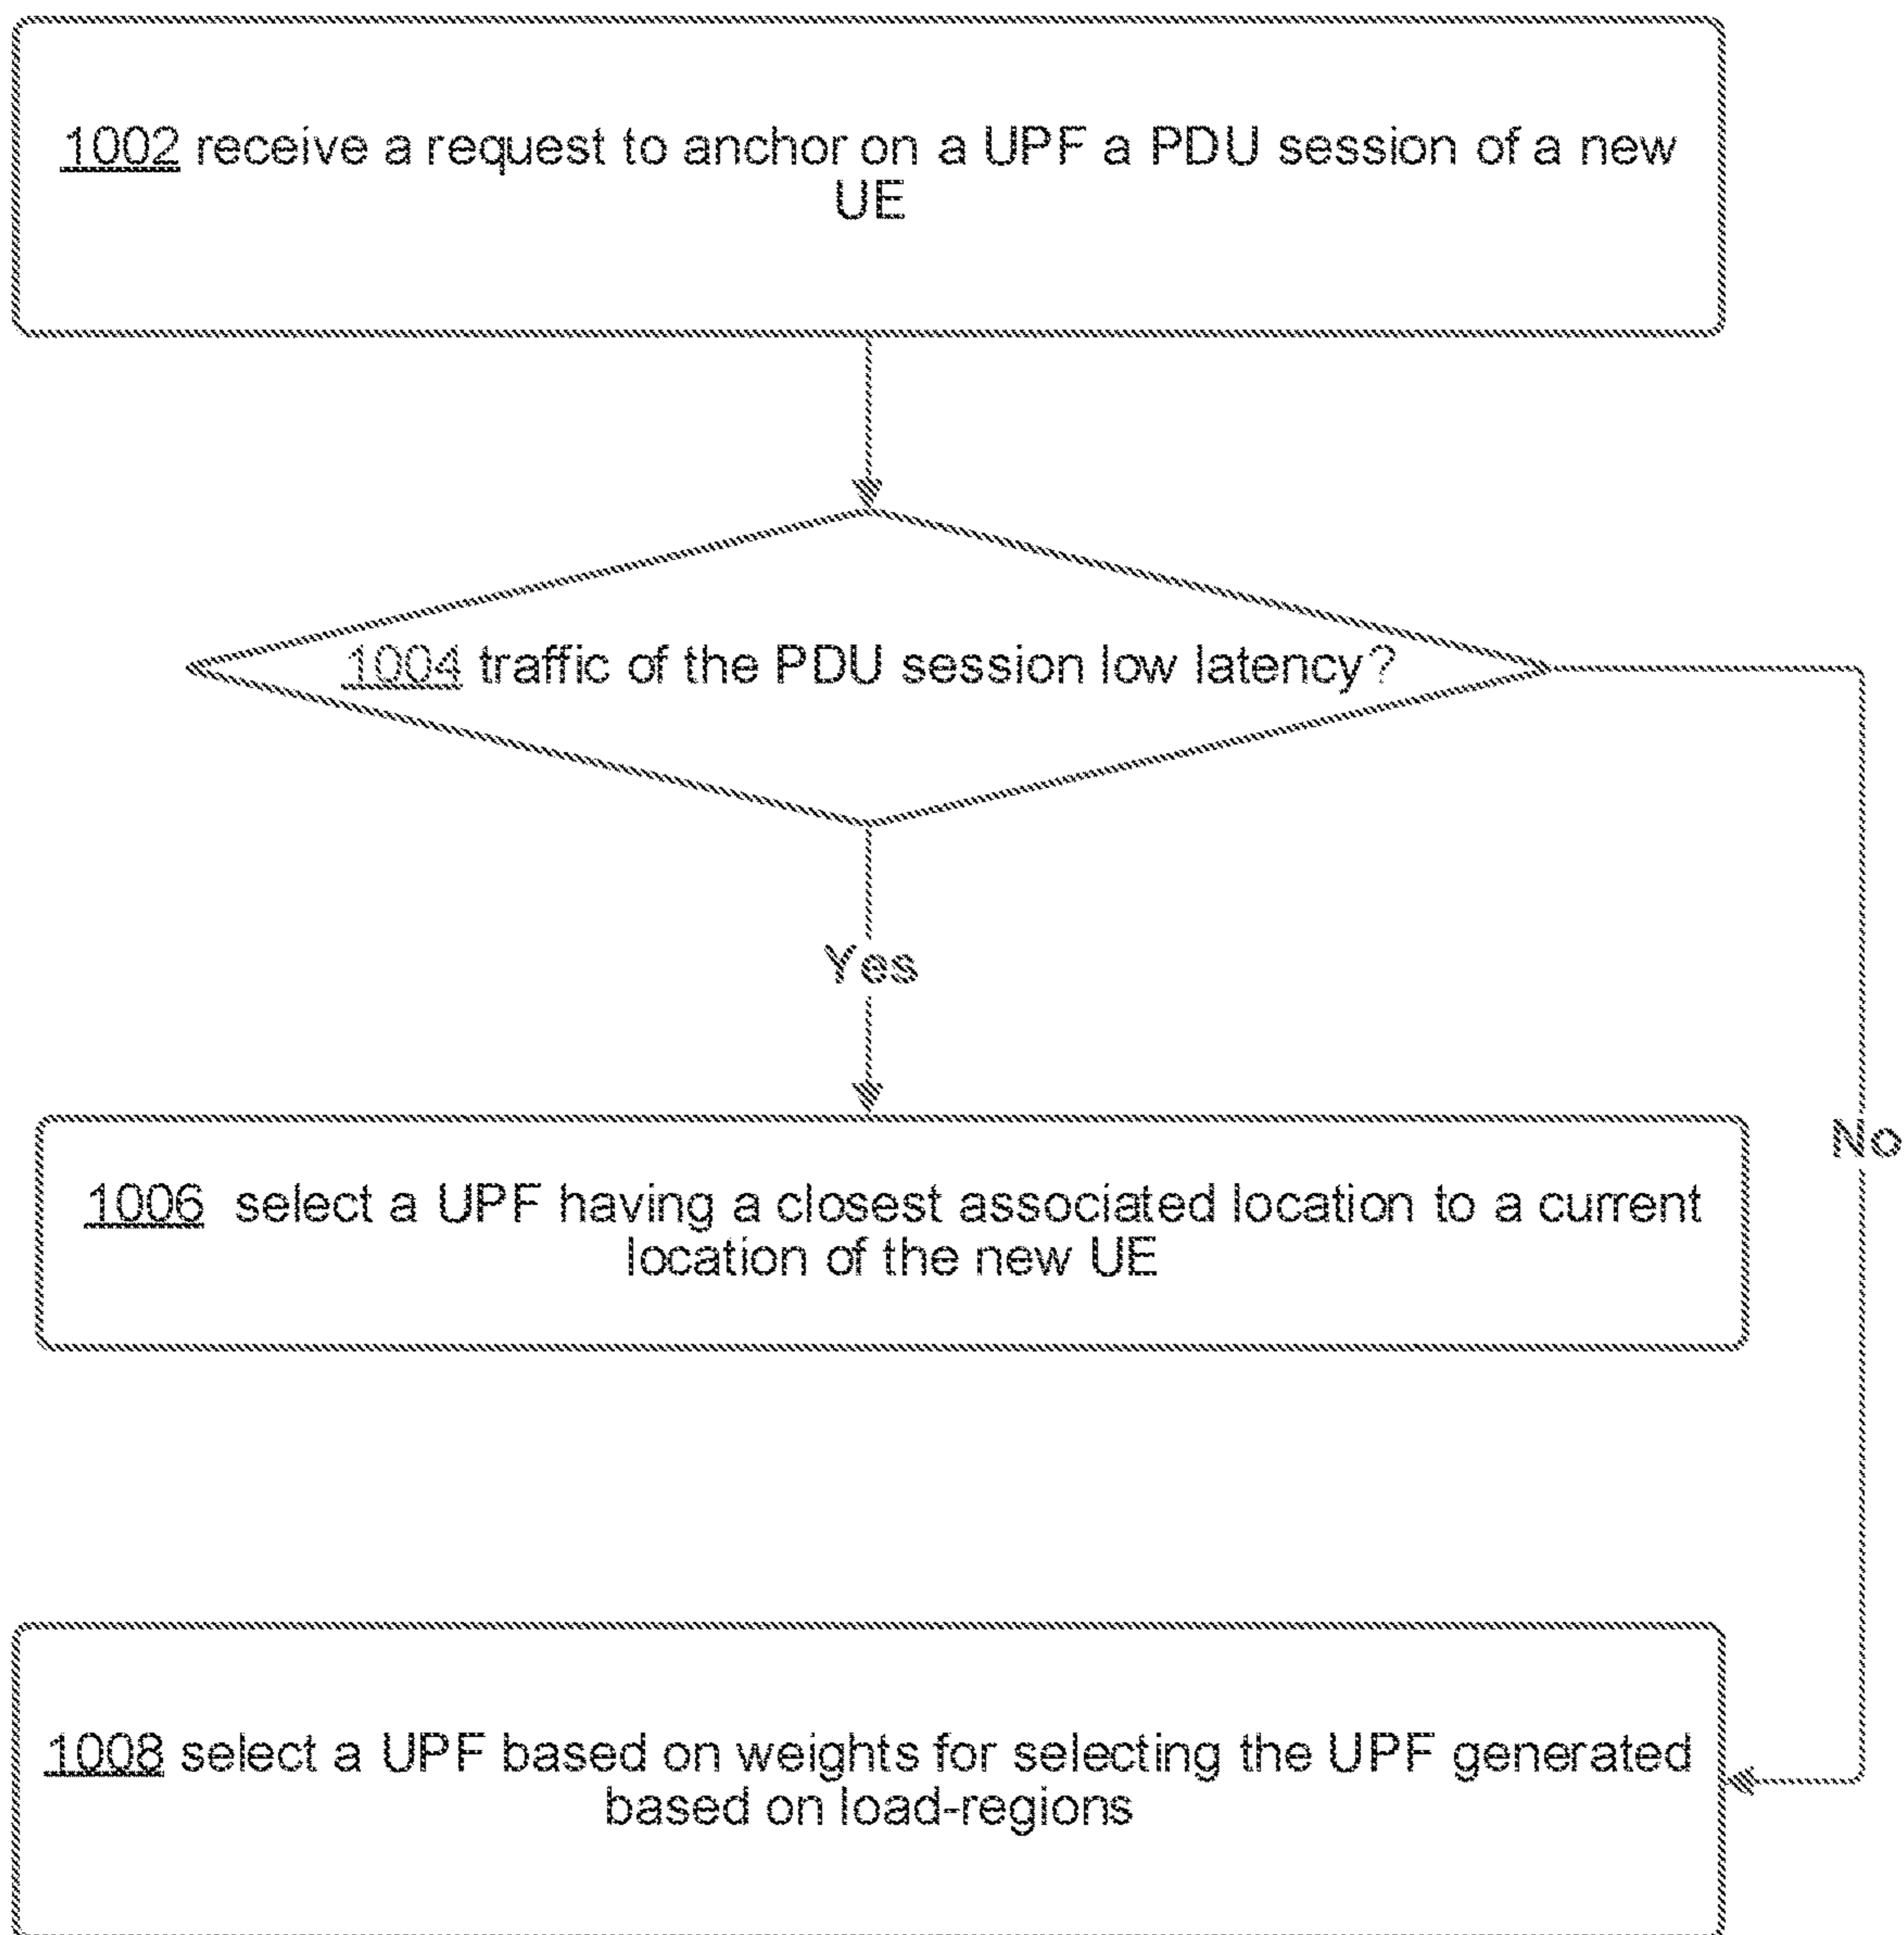 1002 receive a request to anchor on a UPF a PDU session of a new
UE
1004 traffic of the PDU session low latency?
Yes
No
1006 select a UPF having a closest associated location to a current
location of the new UE
1008 select a UPF based on weights for selecting the UPF generated
based on load-regions